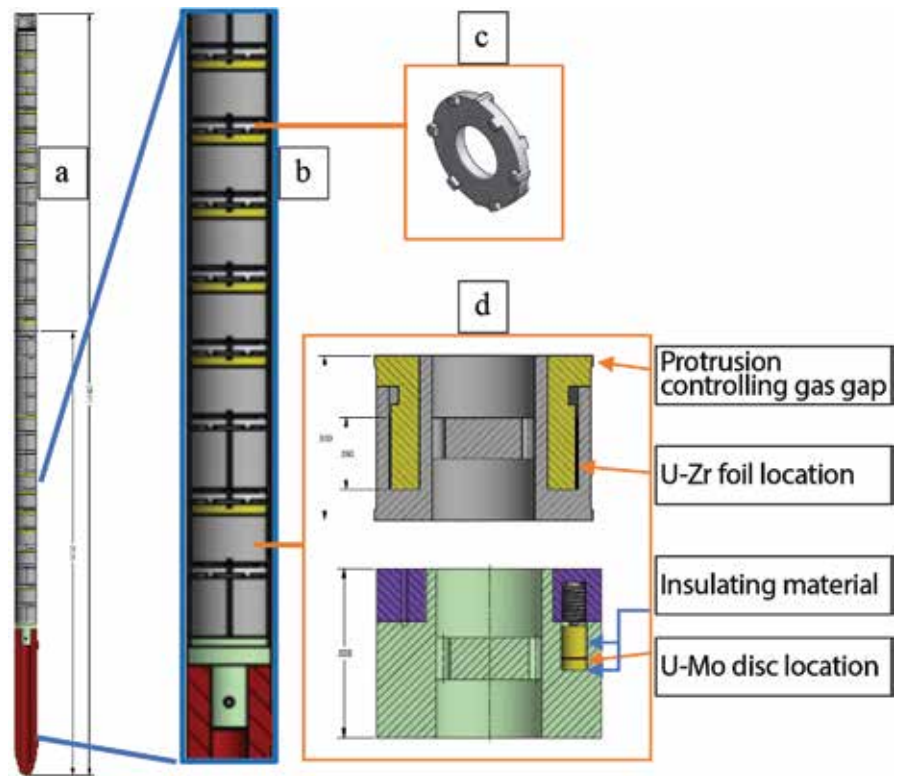 c
a
b
d
Protrusion
controlling gas gap
U-Zr foil location
Insulating material
U-Mo disc location